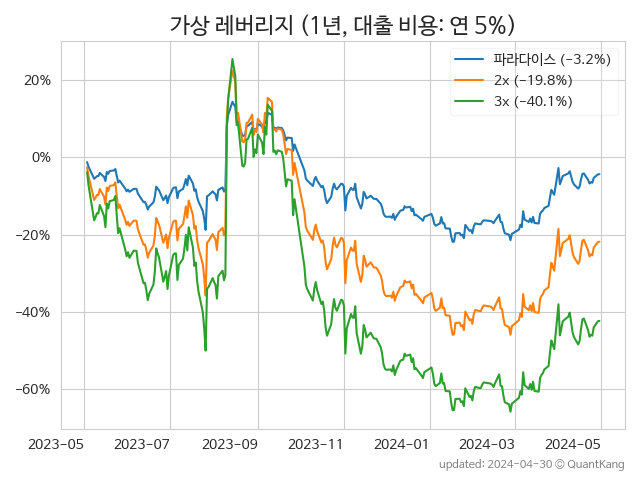 가상 레버리지 (1년, 대출 비용: 연 5%)
파라다이스 (−3.2%)
2x (−19.8%)
3x (−40.1%)
20%
0%
−20%
−40%
−60%
2023-05 2023-07 2023-09 2023-11 2024-01 2024-03 2024-05
updated: 2024-04-30 © QuantKang